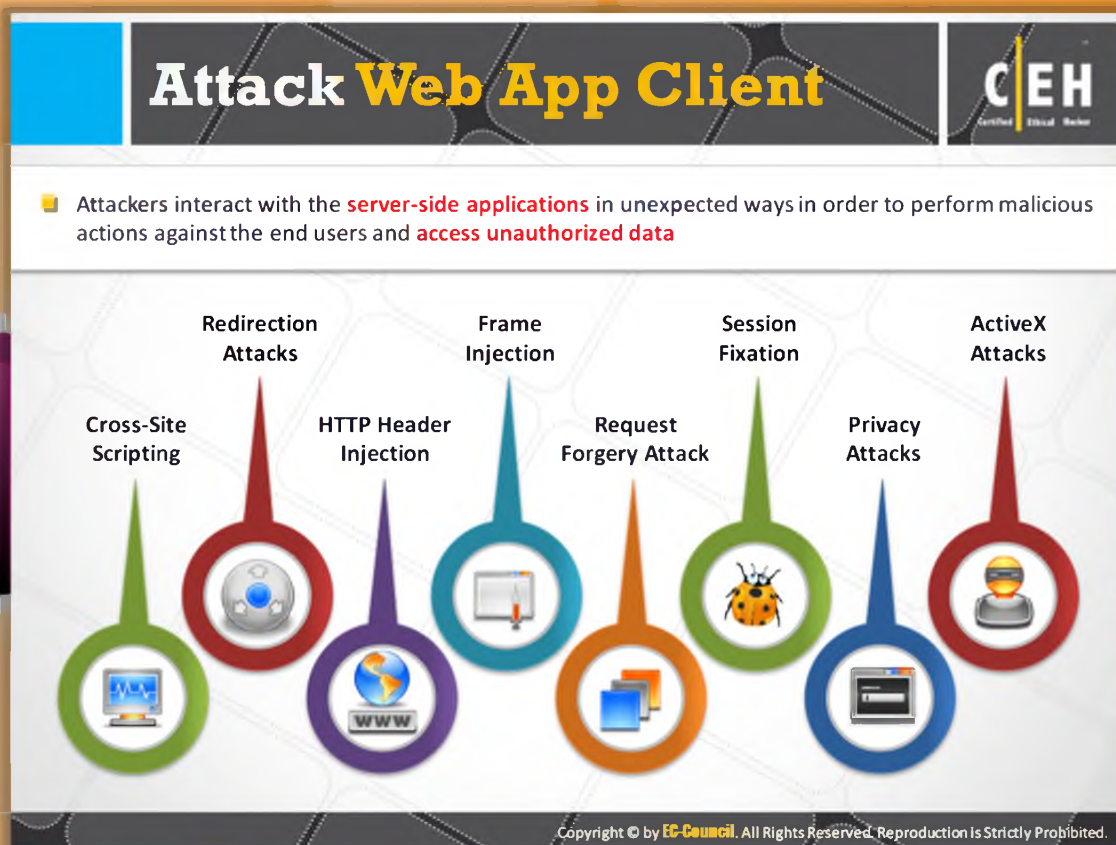 Attack Web App Client
C|EH
Certified Ethical Hacker
Attackers interact with the server-side applications in unexpected ways in order to perform malicious
actions against the end users and access unauthorized data
Redirection
Attacks
Frame
Injection
Session
Fixation
ActiveX
Attacks
Cross-Site
Scripting
HTTP Header
Injection
Request
Forgery Attack
Privacy
Attacks
WWW
Copyright © by EC-Council. All Rights Reserved. Reproduction is Strictly Prohibited.